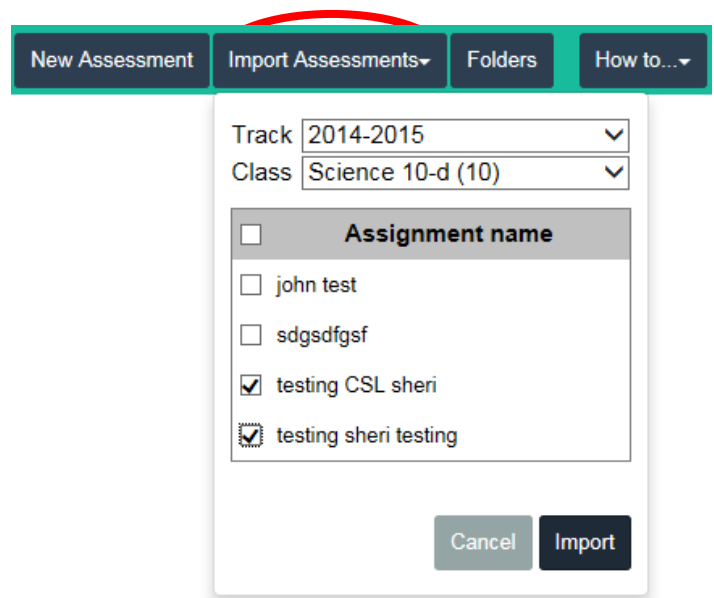 New Assessment Import Assessments Folders How to...
Track 2014-2015
Class Science 10-d (10)
Assignment name
john test
sdgsdfgsf
testing CSL sheri
testing sheri testing
Cancel Import